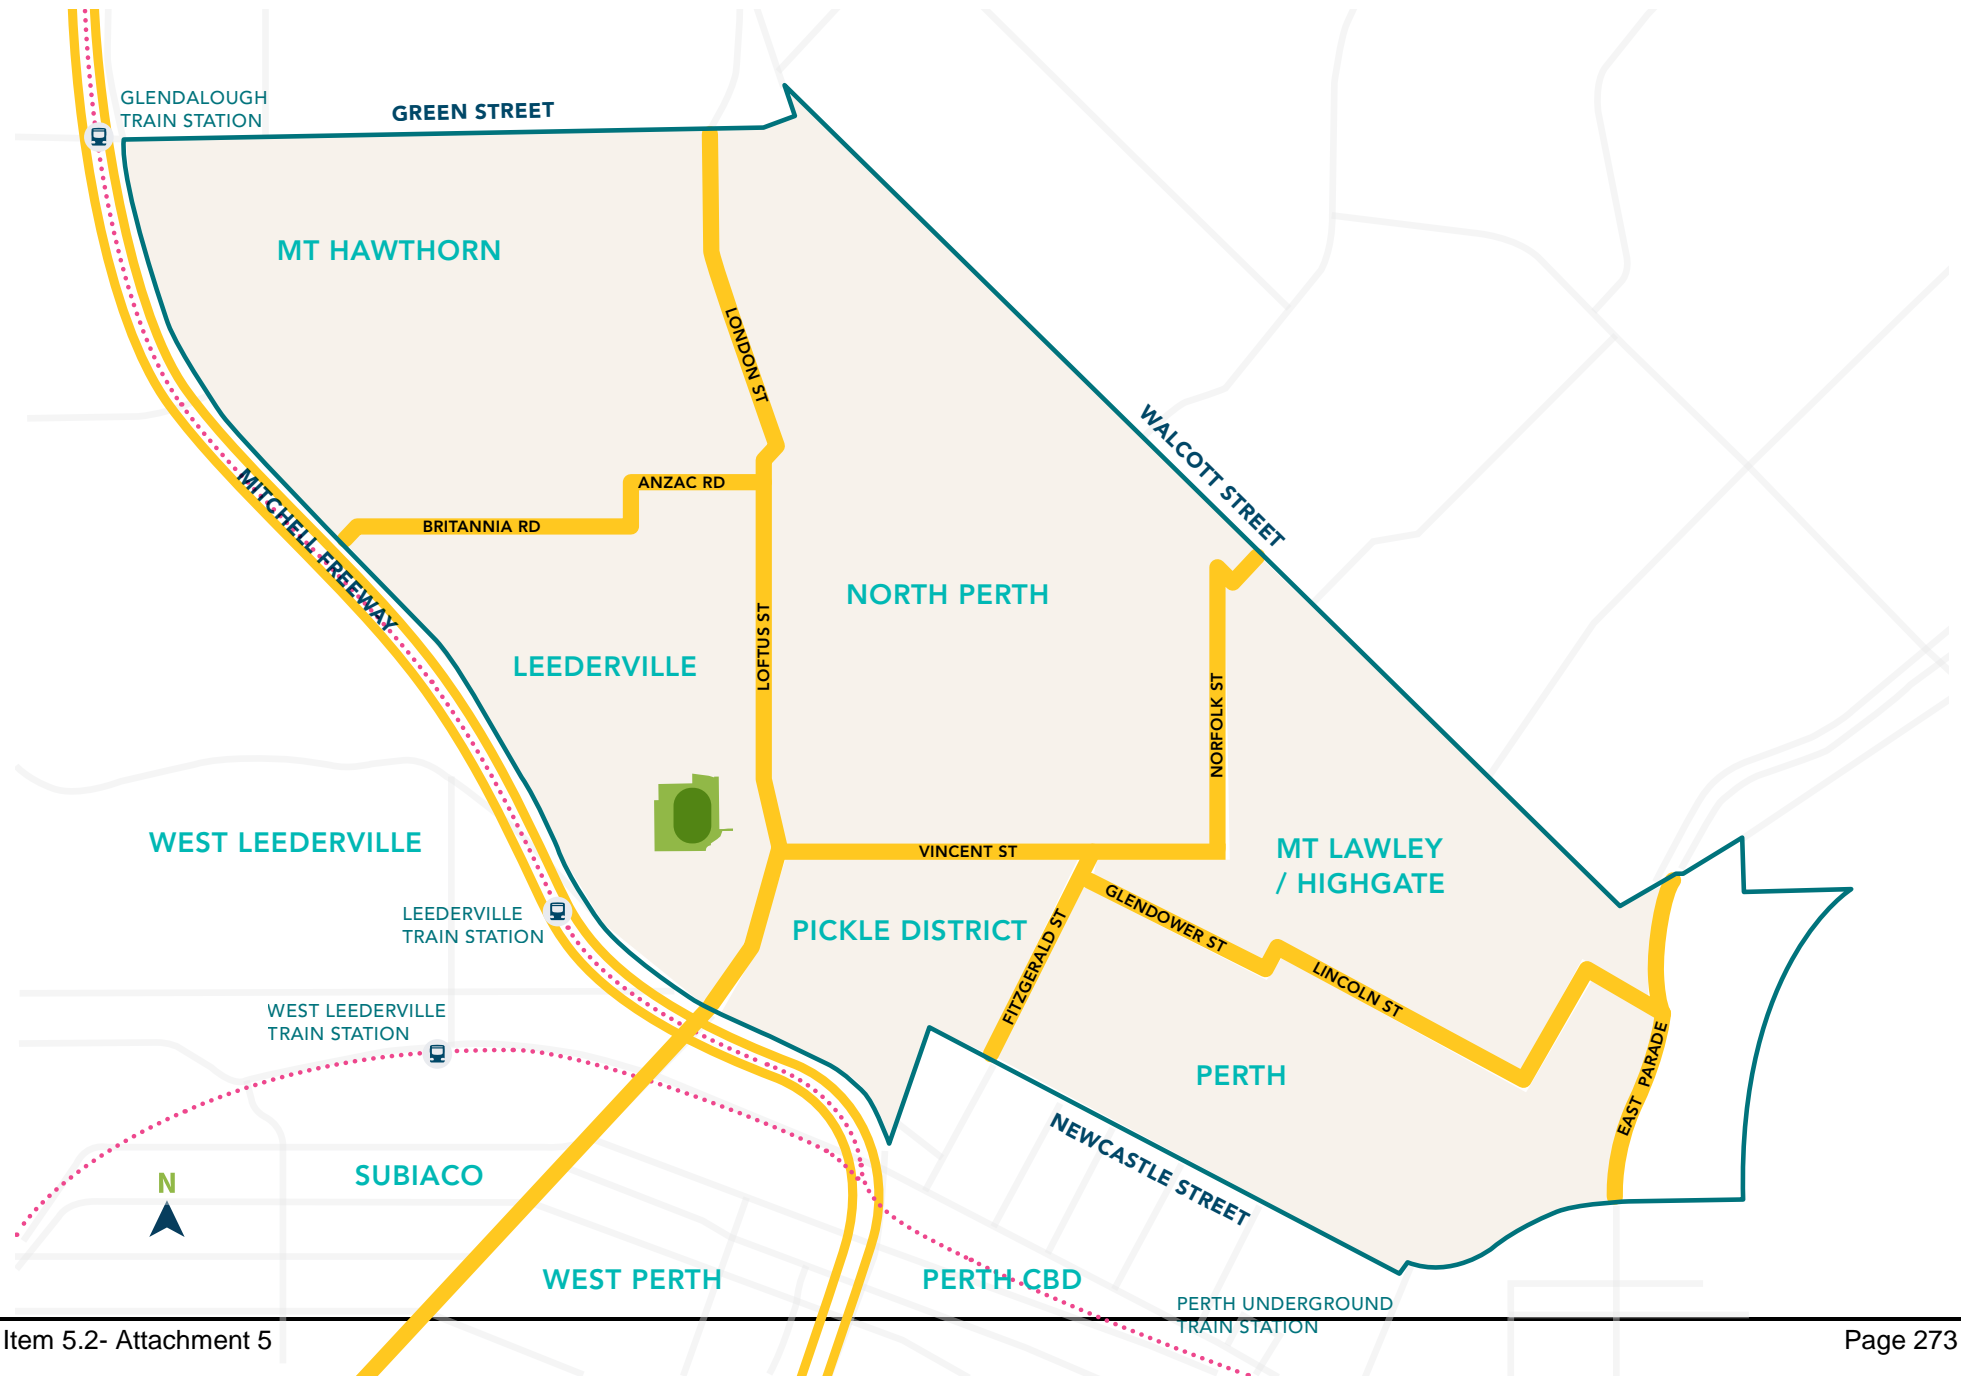 GLENDALOUGH
TRAIN STATION
GREEN STREET
MT HAWTHORN
LONDON ST
WALCOTT STREET
MITCHELL FREEWAY
ANZAC RD
BRITANNIA RD
NORTH PERTH
LOFTUS ST
LEEDERVILLE
NORFOLK ST
WEST LEEDERVILLE
VINCENT ST
MT LAWLEY
/ HIGHGATE
LEEDERVILLE
TRAIN STATION
PICKLE DISTRICT
FITZGERALD ST
GLENDOWER ST
LINCOLN ST
WEST LEEDERVILLE
TRAIN STATION
PERTH
EAST PARADE
NEWCASTLE STREET
SUBIACO
N
WEST PERTH
PERTH CBD
PERTH UNDERGROUND
TRAIN STATION
Item 5.2- Attachment 5
Page 273